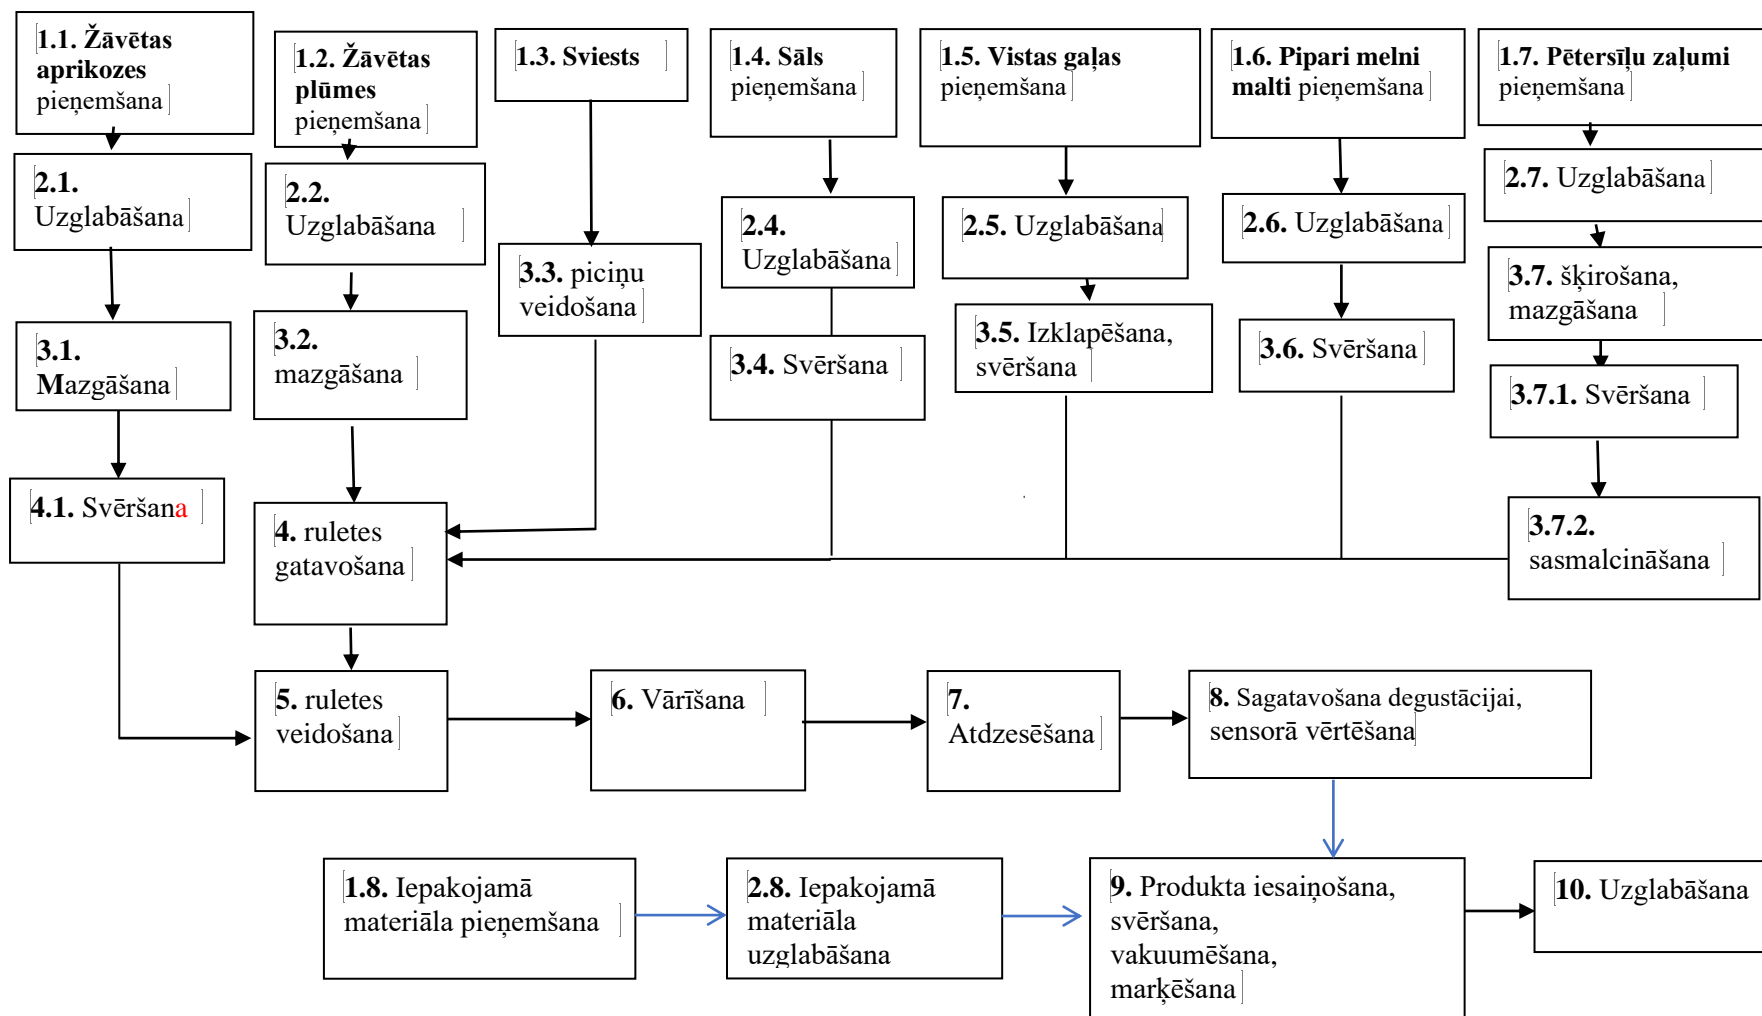 1.1. Žāvētas
aprikozes
pieņemšana
1.2. Žāvētas
plūmes
pieņemšana
1.3. Sviests
1.4. Sāls
pieņemšana
1.5. Vistas gaļas
pieņemšana
1.6. Pipari melni
malti pieņemšana
1.7. Pētersīļu zaļumi
pieņemšana
2.1.
Uzglabāšana
2.2.
Uzglabāšana
2.4.
Uzglabāšana
2.5. Uzglabāšana
2.6. Uzglabāšana
2.7. Uzglabāšana
3.1.
Mazgāšana
3.2.
mazgāšana
3.3. piciņu
veidošana
3.4. Svēršana
3.5. Izklapēšana,
svēršana
3.6. Svēršana
3.7. šķirošana,
mazgāšana
3.7.1. Svēršana
4.1. Svēršana
4. ruletes
gatavošana
3.7.2.
sasmalcināšana
5. ruletes
veidošana
6. Vārīšana
7.
Atdzesēšana
8. Sagatavošana degustācijai,
sensorā vērtēšana
1.8. Iepakojamā
materiāla pieņemšana
2.8. Iepakojamā
materiāla
uzglabāšana
9. Produkta iesaiņošana,
svēršana,
vakuumēšana,
marķēšana
10. Uzglabāšana